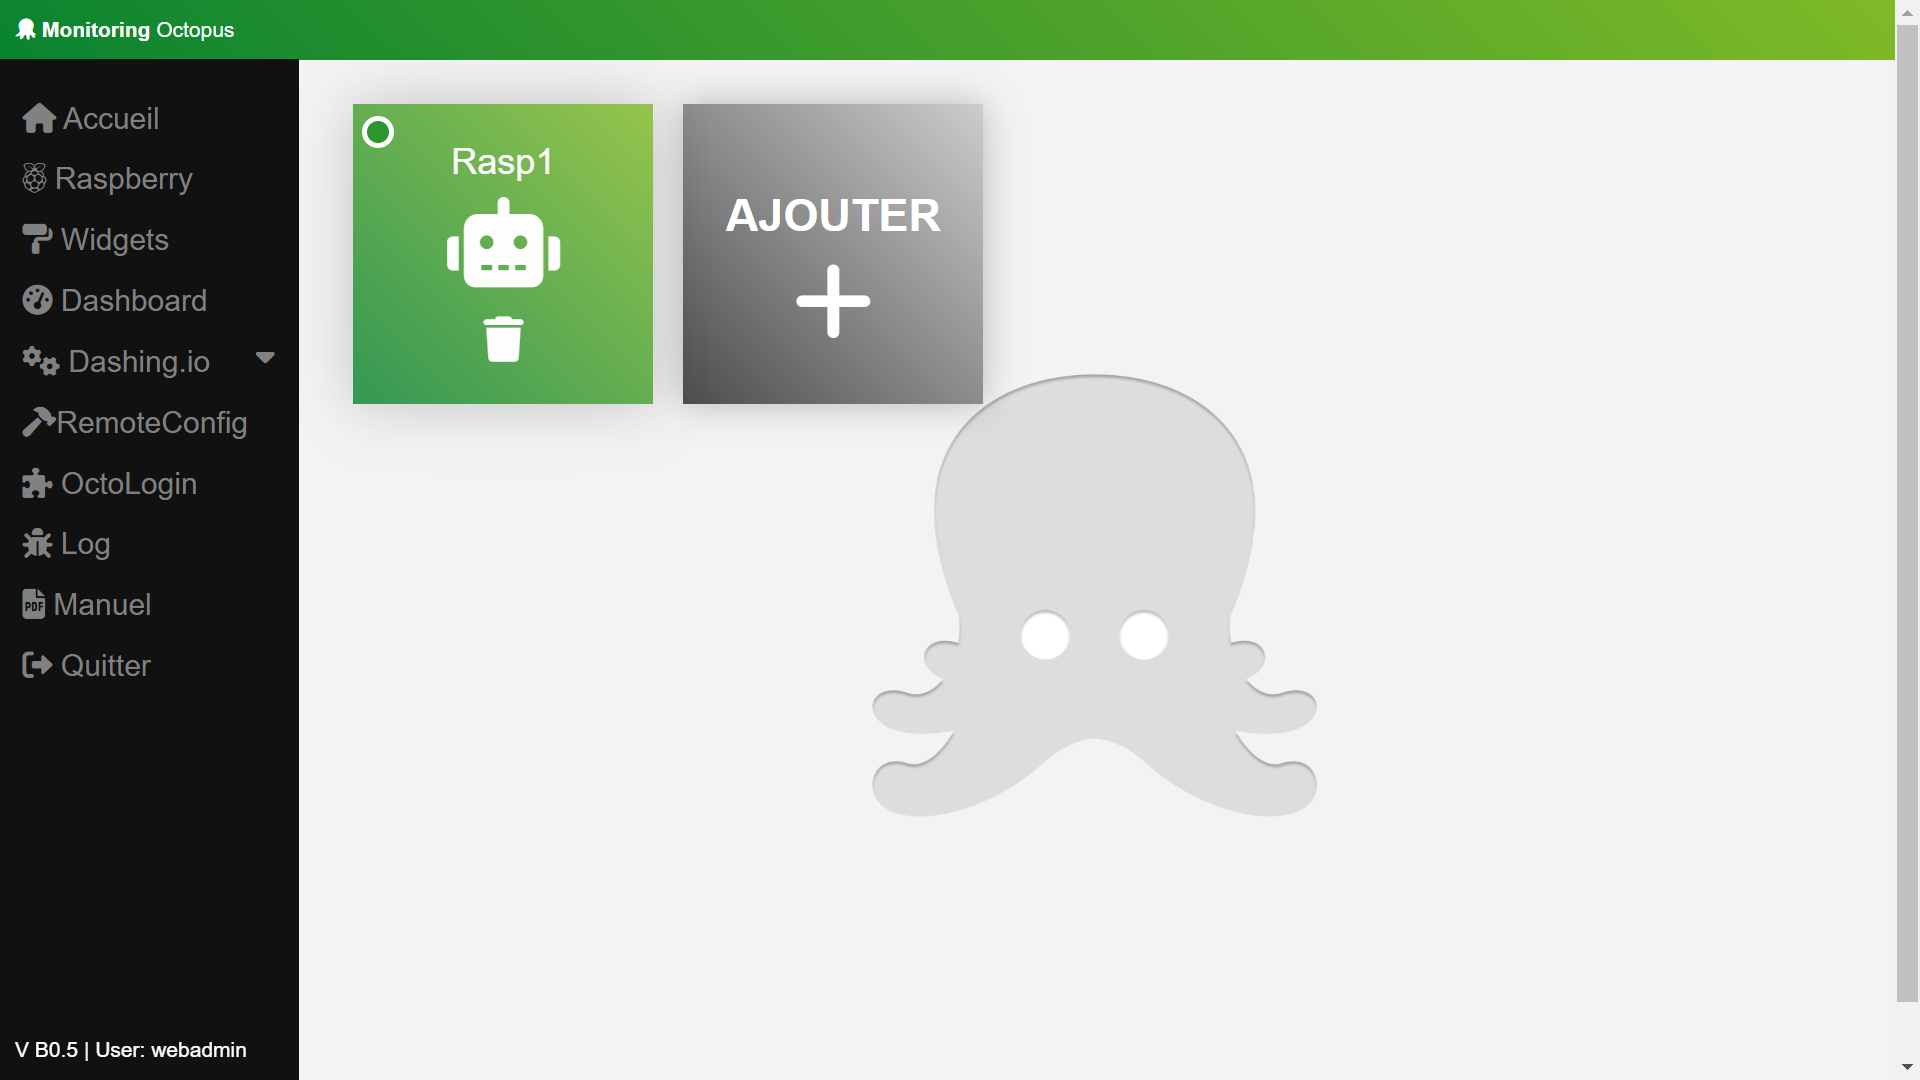 Monitoring Octopus
Accueil
Raspberry
Widgets
Dashboard
Dashing.io
RemoteConfig
OctoLogin
Log
PDF Manuel
Quitter
V B0.5 | User: webadmin
Rasp1
AJOUTER